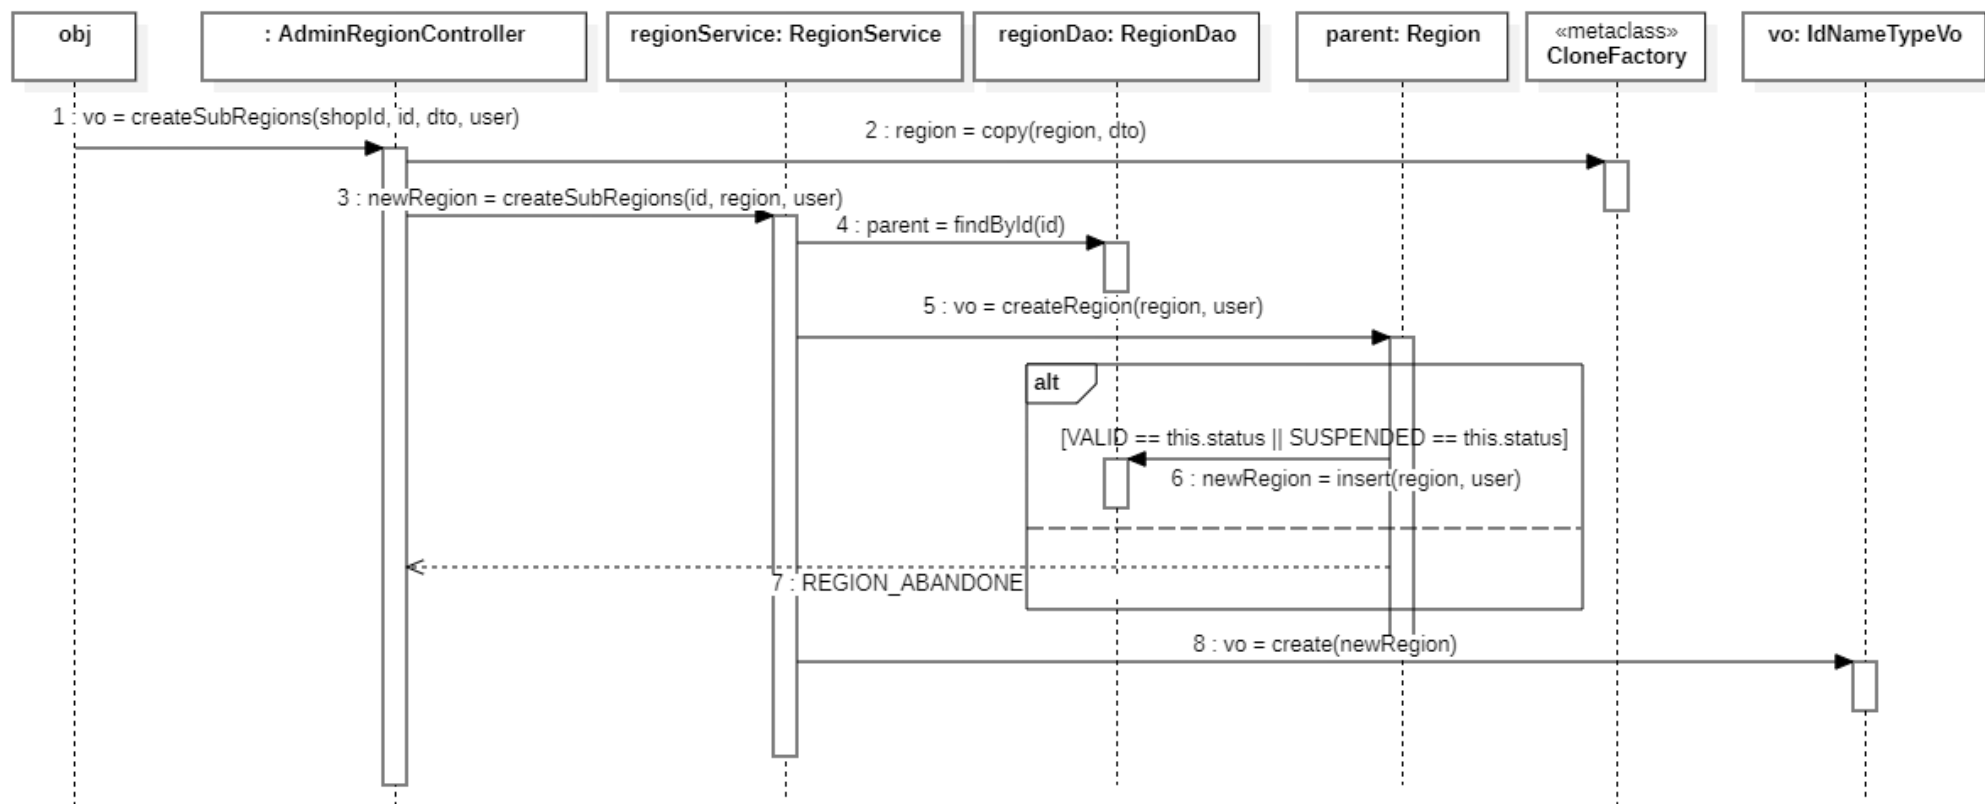 obj
: AdminRegionController
regionService: RegionService
regionDao: RegionDao
parent: Region
«metaclass»
CloneFactory
vo: IdNameTypeVo
1 : vo = createSubRegions(shopId, id, dto, user)
2 : region = copy(region, dto)
3 : newRegion = createSubRegions(id, region, user)
4 : parent = findById(id)
5 : vo = createRegion(region, user)
alt
[VALID == this.status || SUSPENDED == this.status]
6 : newRegion = insert(region, user)
7 : REGION_ABANDONE
8 : vo = create(newRegion)